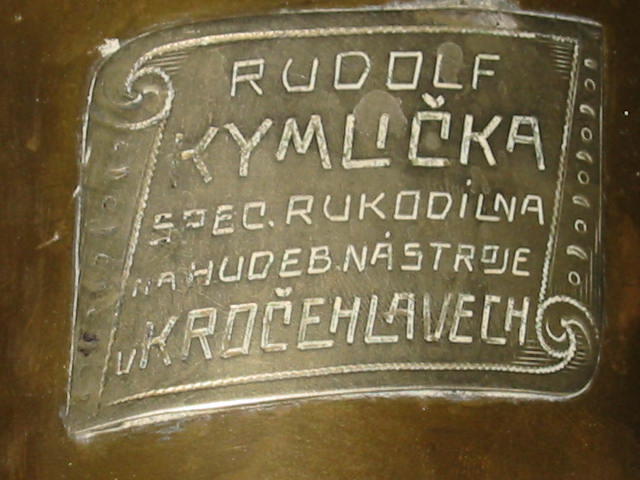 RUDOLF
KYMLIČKA
SPEC. RUKODÍLNA
NA HUDEB. NÁSTROJE
v KROČEHLAVECH